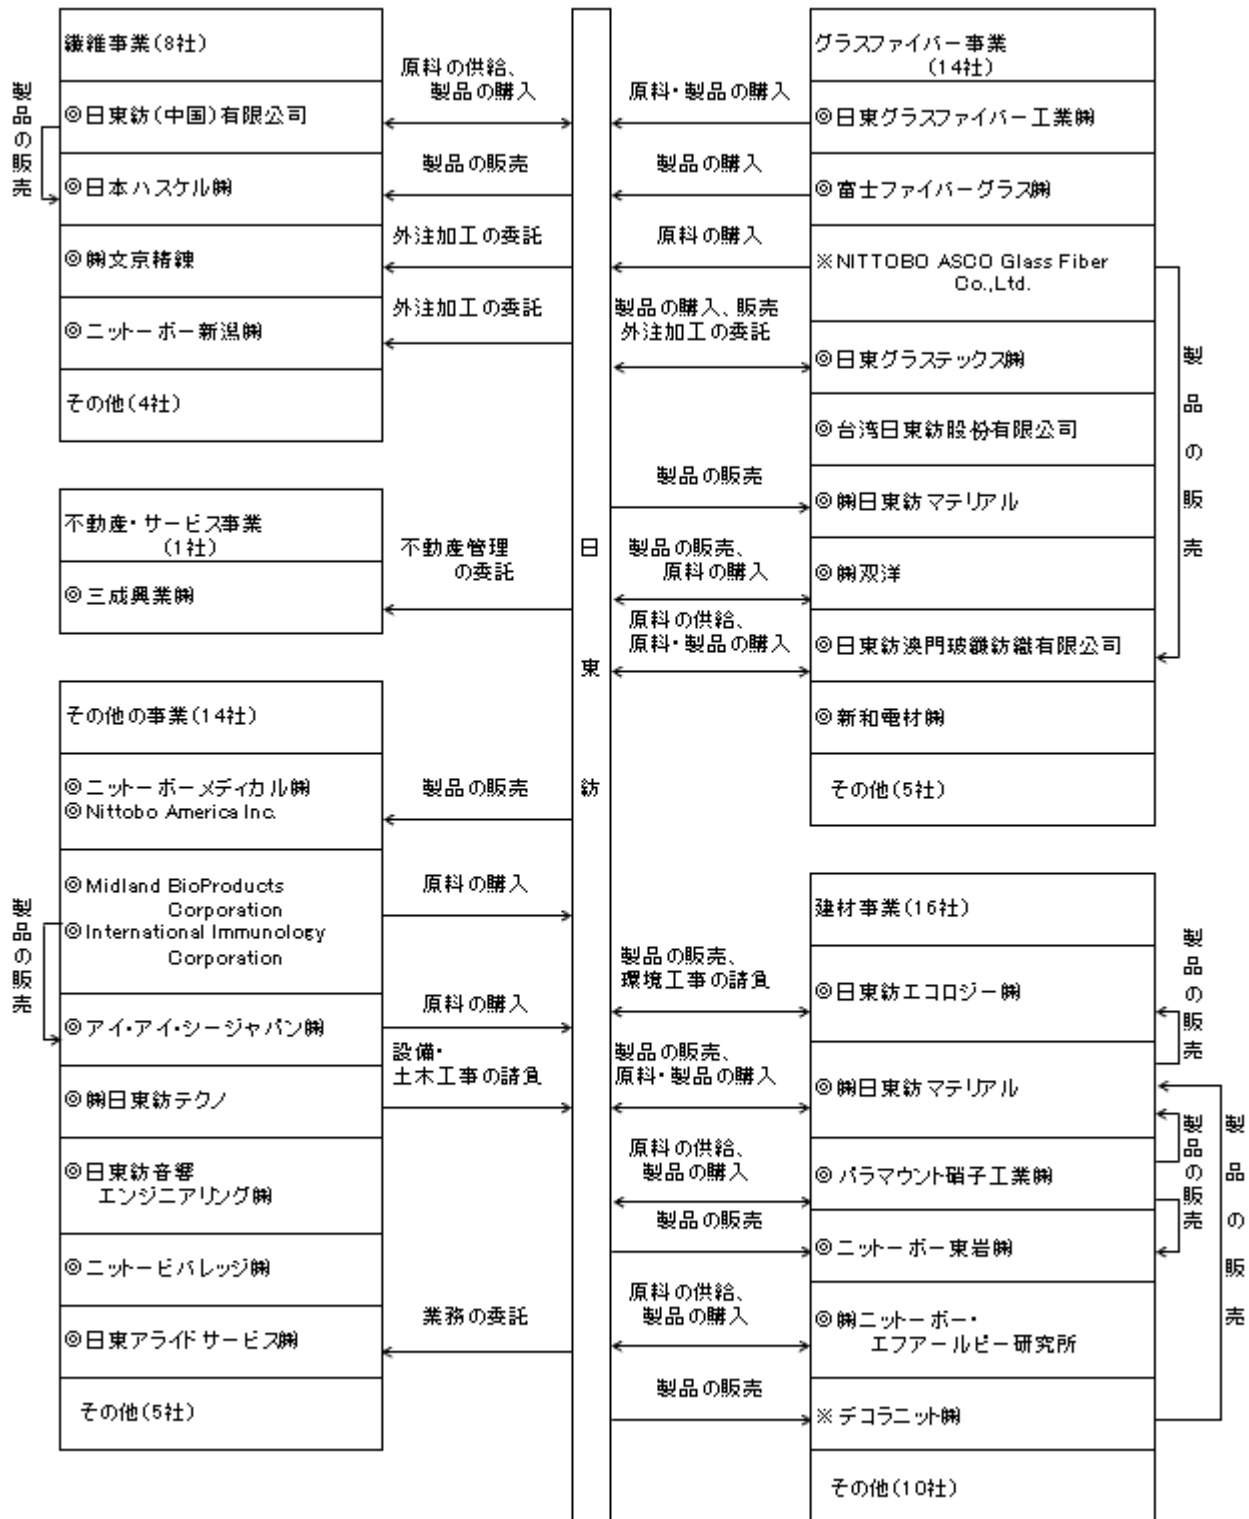 繊維事業(8社)
製品の販売
◎日東紡(中国)有限公司
原料の供給、
製品の購入
◎日本ハスケル㈱
製品の販売
◎㈱文京精錬
外注加工の委託
◎ニットーボー新潟㈱
外注加工の委託
その他(4社)
不動産・サービス事業
(1社)
◎三成興業㈱
不動産管理
の委託
その他の事業(14社)
◎ニットーボーメディカル㈱
◎Nittobo America Inc.
製品の販売
製品の販売
◎Midland BioProducts
Corporation
◎International Immunology
Corporation
原料の購入
◎アイ・アイ・シージャパン㈱
原料の購入
◎㈱日東紡テクノ
設備・
土木工事の請負
◎日東紡音響
エンジニアリング㈱
◎ニットービバレッジ㈱
◎日東アライドサービス㈱
業務の委託
その他(5社)
日東紡
グラスファイバー事業
(14社)
原料・製品の購入
◎日東グラスファイバー工業㈱
製品の購入
◎富士ファイバーグラス㈱
原料の購入
※NITTOBO ASCO Glass Fiber
Co.,Ltd.
製品の購入、販売
外注加工の委託
◎日東グラステックス㈱
製品の販売
◎台湾日東紡股份有限公司
製品の販売
◎㈱日東紡マテリアル
製品の販売、
原料の購入
◎㈱双洋
原料の供給、
原料・製品の購入
◎日東紡澳門玻纖紡織有限公司
◎新和電材㈱
その他(5社)
建材事業(16社)
製品の販売、
環境工事の請負
◎日東紡エコロジー㈱
製品の販売
製品の販売、
原料・製品の購入
◎㈱日東紡マテリアル
製品の販売
製品の販売
原料の供給、
製品の購入
◎パラマウント硝子工業㈱
製品の販売
◎ニットーボー東岩㈱
原料の供給、
製品の購入
◎㈱ニットーボー・
エフアールピー研究所
製品の販売
※デコラニット㈱
その他(10社)